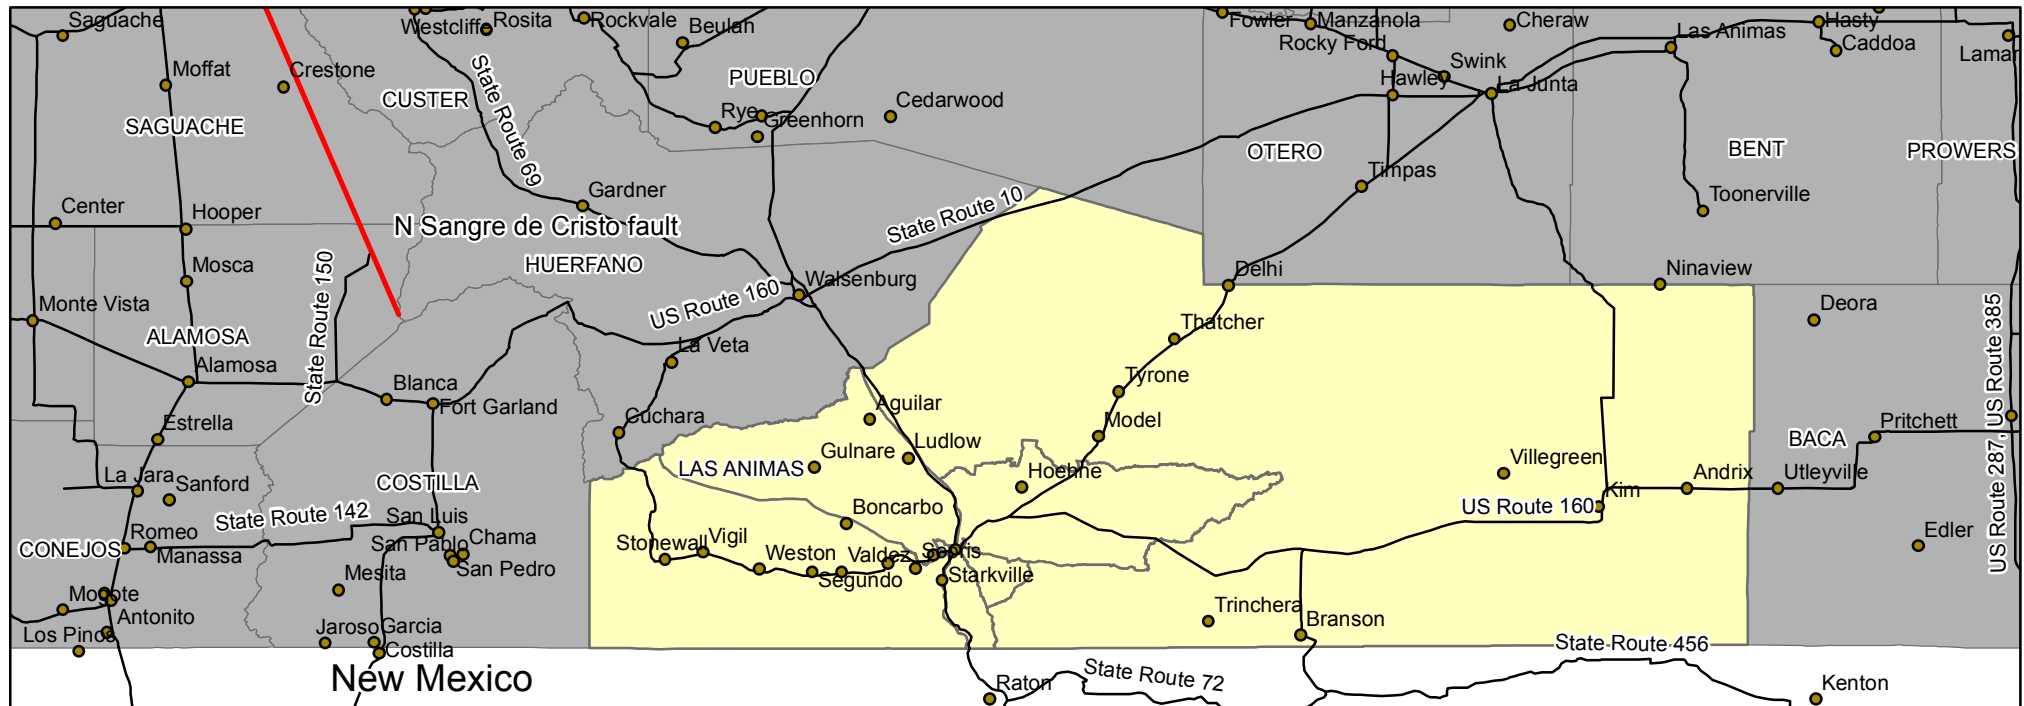 Saguache
Westcliffe
Rosita
Rockvale
Beulan
Fowler
Manzanola
Cheraw
Las Animas
Hasty
Caddoa
Lamar
Rocky Ford
Swink
Hawley
La Junta
Moffat
Crestone
CUSTER
State Route 69
PUEBLO
Rye
Greenhorn
Cedarwood
SAGUACHE
OTERO
BENT
PROWERS
Timpas
Toonerville
Center
Hooper
Gardner
N Sangre de Cristo fault
State Route 10
HUERFANO
Mosca
State Route 150
Walsenburg
Delhi
Ninaview
Monte Vista
US Route 160
Deora
US Route 287, US Route 385
ALAMOSA
Alamosa
La Veta
Thatcher
Blanca
Fort Garland
Tyrone
Cuchara
Aguilar
Model
Estrella
Pritchett
BACA
Gulnare
Ludlow
LAS ANIMAS
Hoehne
Villegreen
Andrix
Utleyville
La Jara
Sanford
COSTILLA
Kim
US Route 160
Boncarbo
State Route 142
San Luis
Romeo
CONEJOS
Manassa
San Pablo
Chama
San Pedro
Stonewall
Vigil
Weston
Valdez
Segundo
Sopris
Starkville
Edler
Mesita
Mogote
Antonito
Los Pinos
Jaroso
Garcia
Costilla
Trinchera
Branson
State Route 456
New Mexico
State Route 72
Raton
Kenton